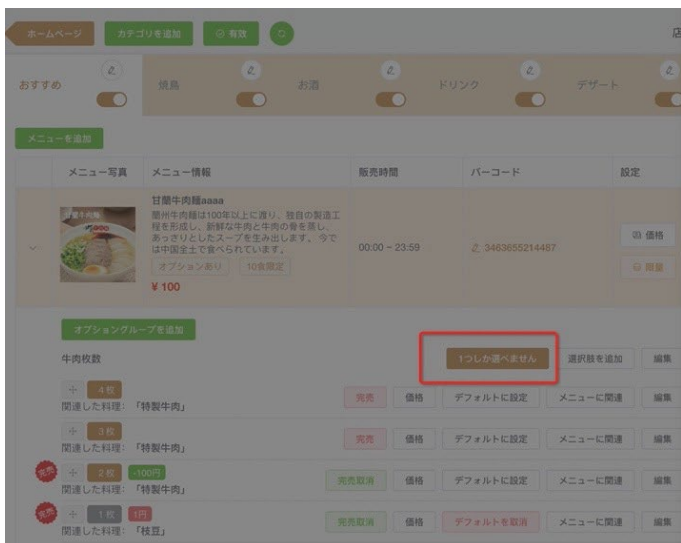 ホームページ
カテゴリを追加
有效
店
おすすめ
焼鳥
お酒
ドリンク
デザート
メニューを追加
メニュー写真 メニュー情報 販売時間 バーコード 設定
甘蘭牛肉麺
甘蘭牛肉麺aaaa
蘭州牛肉麺は100年以上に渡り、独自の製造工
程を形成し、新鮮な牛肉と牛肉の骨を蒸し、
あっさりとしたスープを生み出します。今で
は中国全土で食べられています。
オプションあり 10食限定
¥ 100
00:00 ~ 23:59
3463655214487
価格
限量
オプショングループを追加
牛肉枚数
1つしか選べません 選択肢を追加 編集
4 枚
関連した料理: 「特製牛肉」
完売 価格 デフォルトに設定 メニューに関連 編集
3 枚
関連した料理: 「特製牛肉」
完売 価格 デフォルトに設定 メニューに関連 編集
完売
2 枚 -100円
関連した料理: 「特製牛肉」
完売取消 価格 デフォルトに設定 メニューに関連 編集
完売
1 枚 1円
関連した料理: 「枝豆」
完売取消 価格 デフォルトを取消 メニューに関連 編集